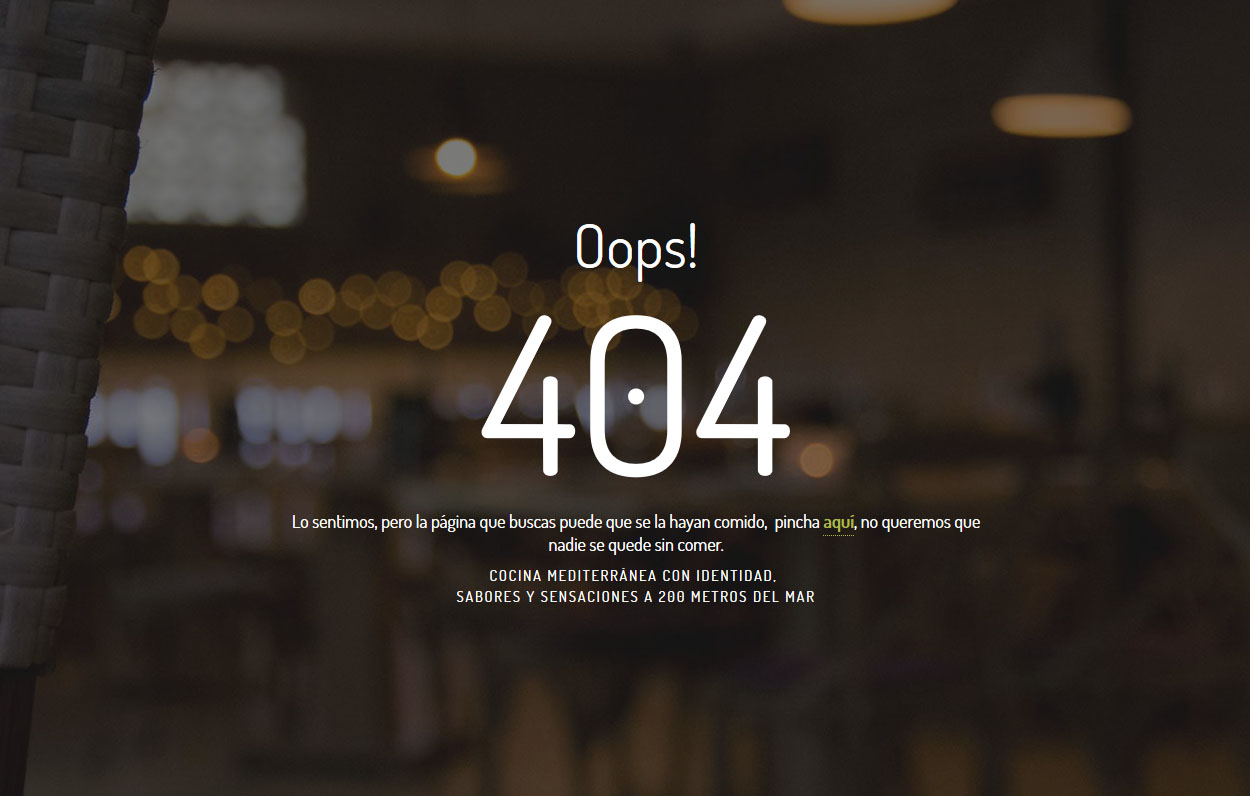 Oops!
404
Lo sentimos, pero la página que buscas puede que se la hayan comido, pincha aquí, no queremos que
nadie se quede sin comer.
COCINA MEDITERRÁNEA CON IDENTIDAD,
SABORES Y SENSACIONES A 200 METROS DEL MAR